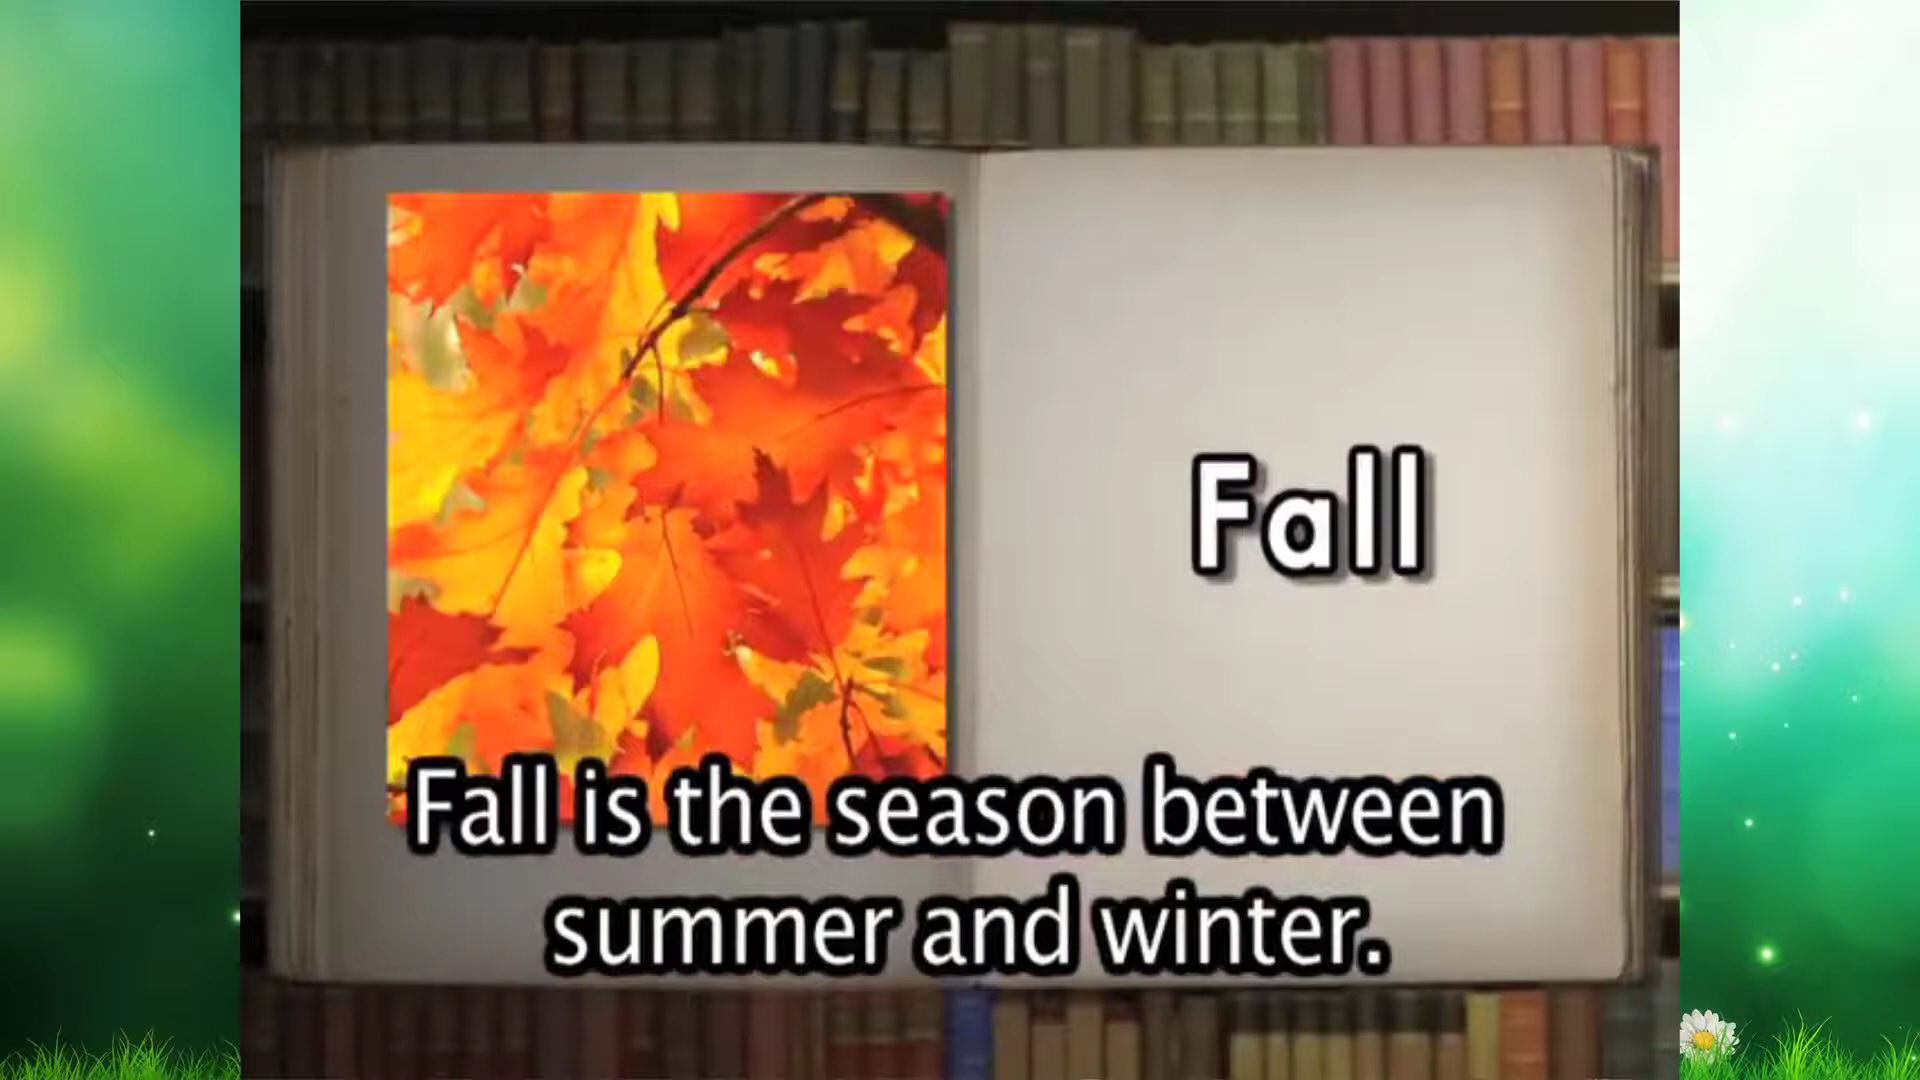 Fall
Fall is the season between
summer and winter.